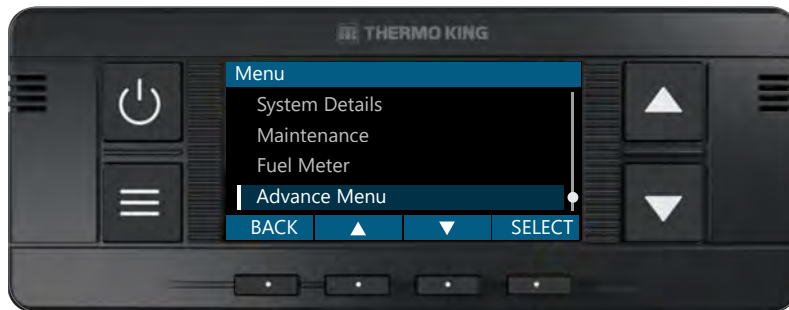 THERMO KING
Menu
System Details
Maintenance
Fuel Meter
Advance Menu
BACK ▲ ▼ SELECT